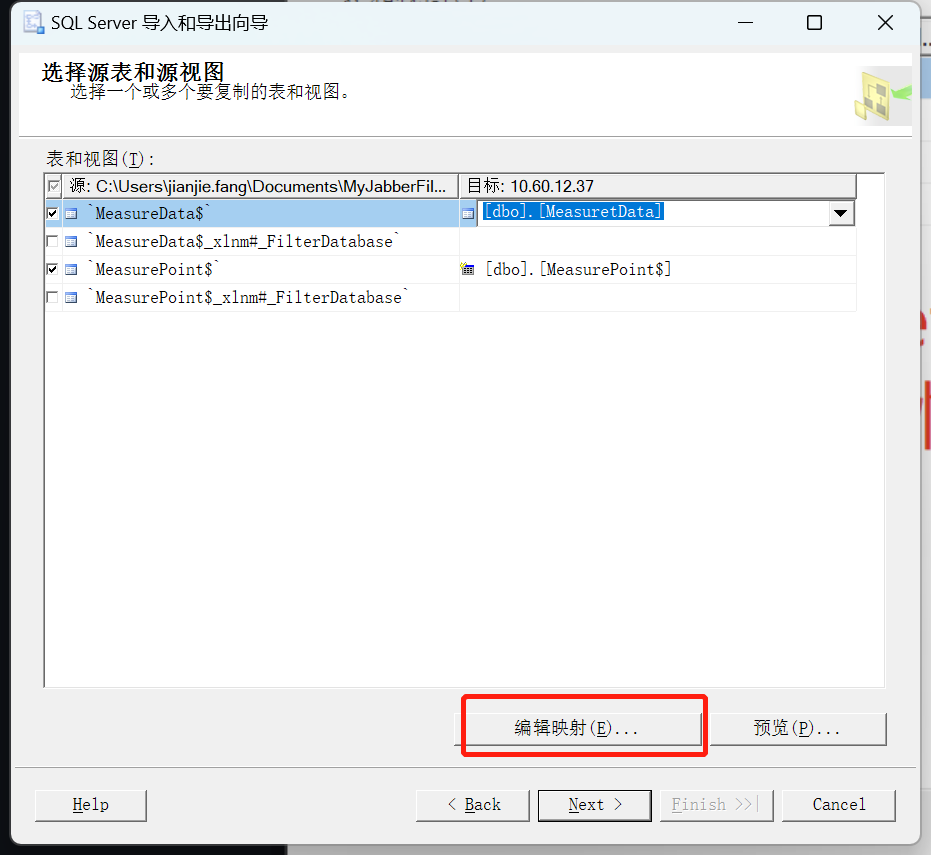 SQL Server 导入和导出向导
选择源表和源视图
选择一个或多个要复制的表和视图。
表和视图(T):
源: C:\Users\jianjie.fang\Documents\MyJabberFil... 目标: 10.60.12.37
`MeasureData$` [dbo].[MeasuretData]
`MeasureData$_xlnm#_FilterDatabase`
`MeasurePoint$` [dbo].[MeasurePoint$]
`MeasurePoint$_xlnm#_FilterDatabase`
编辑映射(E)... 预览(P)...
Help < Back Next > Finish >>| Cancel